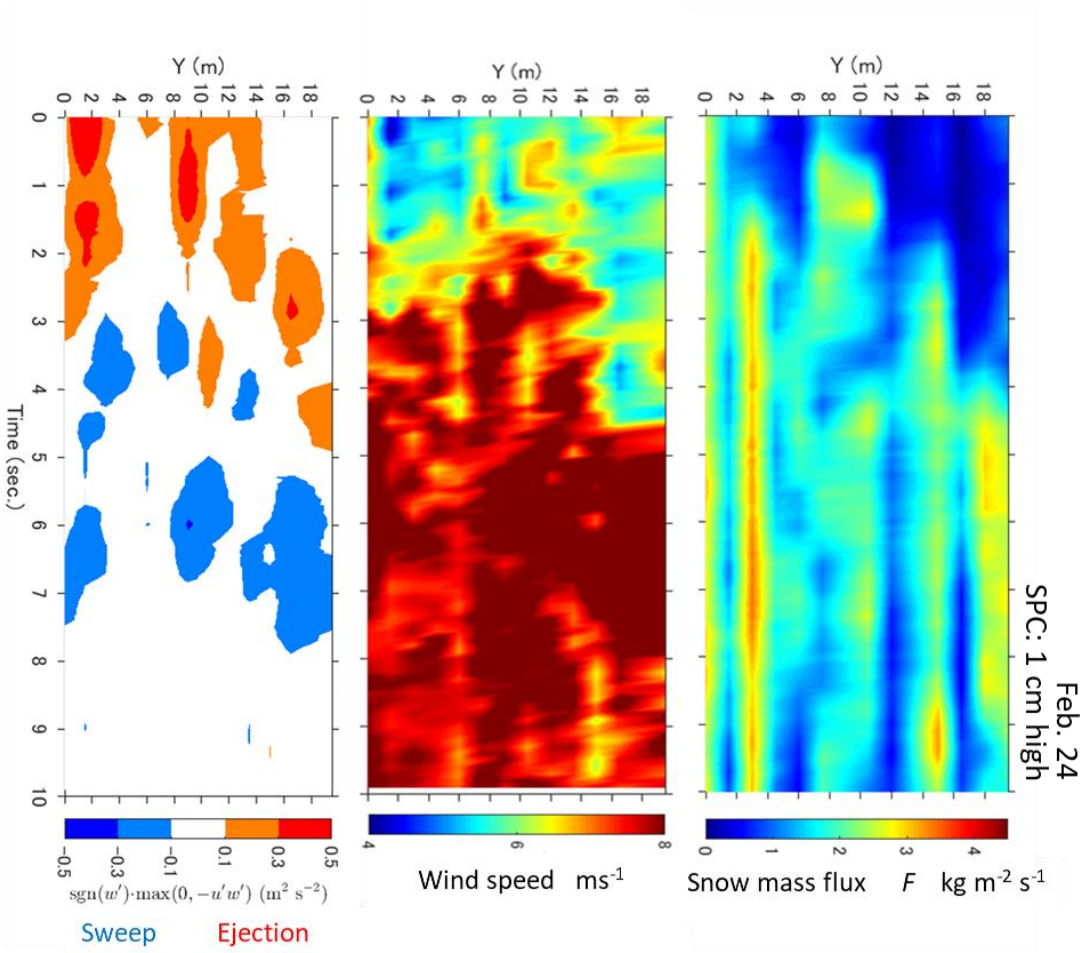 Y (m)
0 2 4 6 8 10 12 14 16 18
0
1
2
3
4
5
6
7
8
9
10
Time (sec.)
-0.5 -0.3 -0.1 0.1 0.3 0.5
sgn(w′)·max(0, −u′w′) (m² s⁻²)
Sweep Ejection
Y (m)
0 2 4 6 8 10 12 14 16 18
4 6 8
Wind speed ms⁻¹
Y (m)
0 2 4 6 8 10 12 14 16 18
0 1 2 3 4
Snow mass flux F kg m⁻² s⁻¹
Feb. 24
SPC: 1 cm high